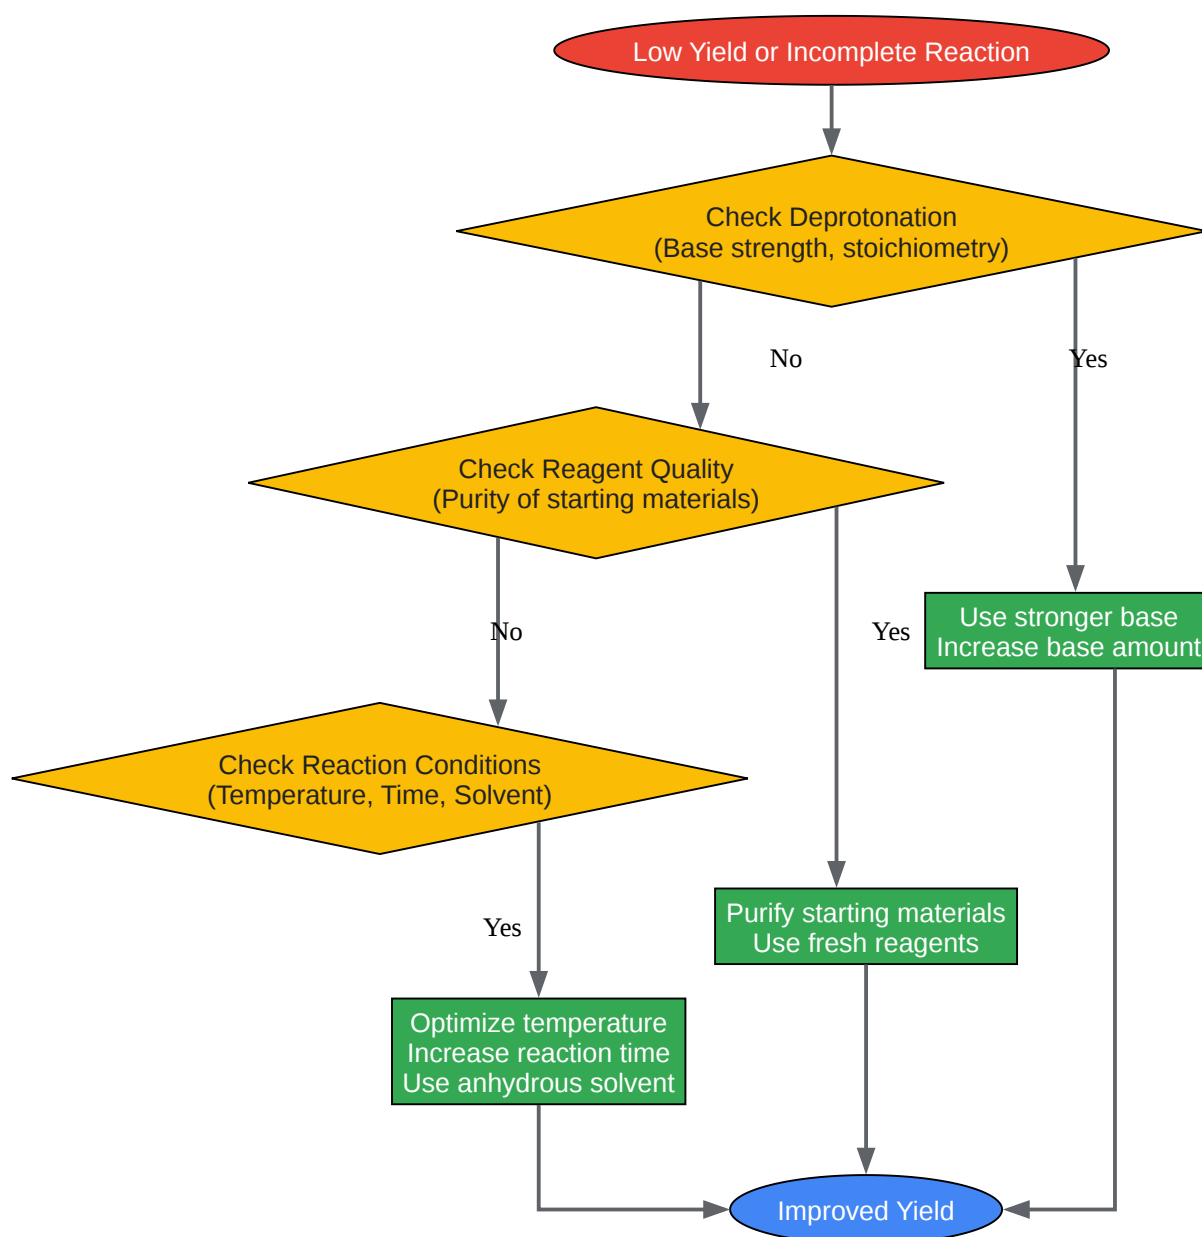 Low Yield or Incomplete Reaction
Check Deprotonation
(Base strength, stoichiometry)
No
Yes
Check Reagent Quality
(Purity of starting materials)
No
Yes
Use stronger base
Increase base amount
Check Reaction Conditions
(Temperature, Time, Solvent)
Yes
Purify starting materials
Use fresh reagents
Optimize temperature
Increase reaction time
Use anhydrous solvent
Improved Yield